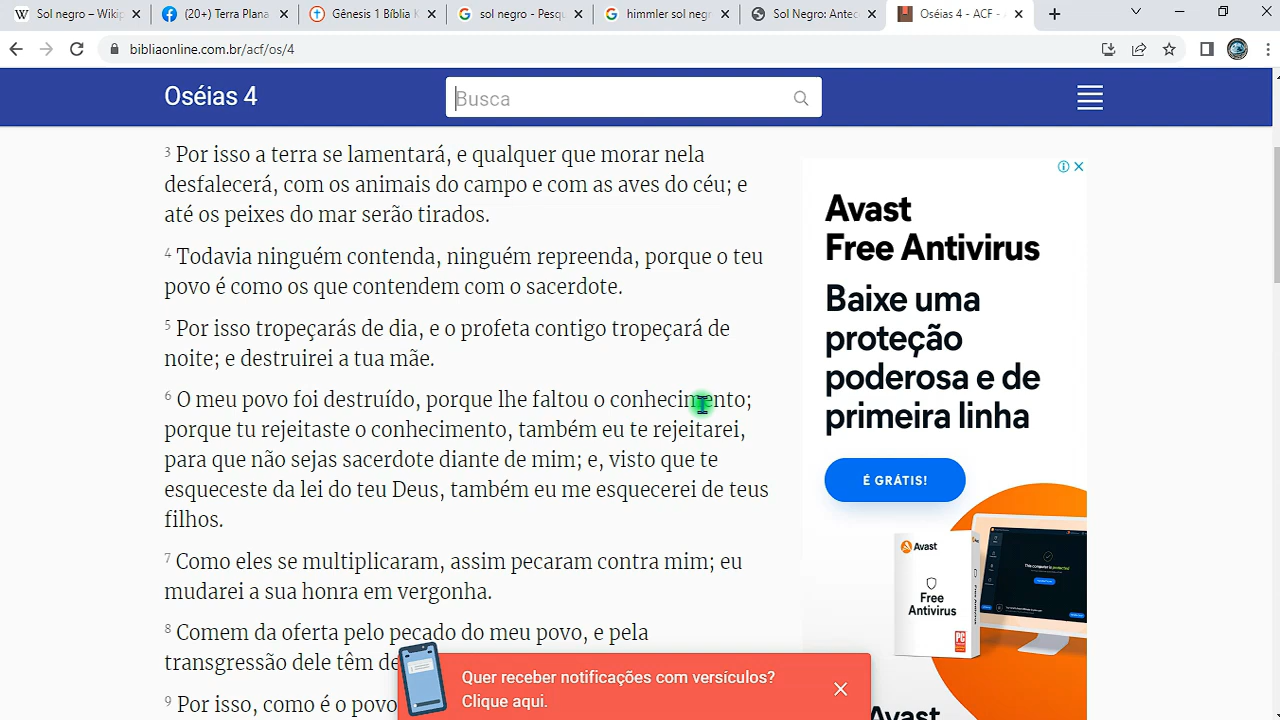 Sol negro – Wikip
(20+) Terra Plana
Gênesis 1 Bíblia K
sol negro - Pesqu
himmler sol negr
Sol Negro: Antec
Oséias 4 - ACF - A
bibliaonline.com.br/acf/os/4
Oséias 4
Busca
3 Por isso a terra se lamentará, e qualquer que morar nela
desfalecerá, com os animais do campo e com as aves do céu; e
até os peixes do mar serão tirados.
4 Todavia ninguém contenda, ninguém repreenda, porque o teu
povo é como os que contendem com o sacerdote.
5 Por isso tropeçarás de dia, e o profeta contigo tropeçará de
noite; e destruirei a tua mãe.
6 O meu povo foi destruído, porque lhe faltou o conhecimento;
porque tu rejeitaste o conhecimento, também eu te rejeitarei,
para que não sejas sacerdote diante de mim; e, visto que te
esqueceste da lei do teu Deus, também eu me esquecerei de teus
filhos.
7 Como eles se multiplicaram, assim pecaram contra mim; eu
mudarei a sua honra em vergonha.
8 Comem da oferta pelo pecado do meu povo, e pela
transgressão dele têm de
9 Por isso, como é o povo
Avast
Free Antivirus
Baixe uma
proteção
poderosa e de
primeira linha
É GRÁTIS!
Avast
Free
Antivirus
Avast
Quer receber notificações com versículos?
Clique aqui.